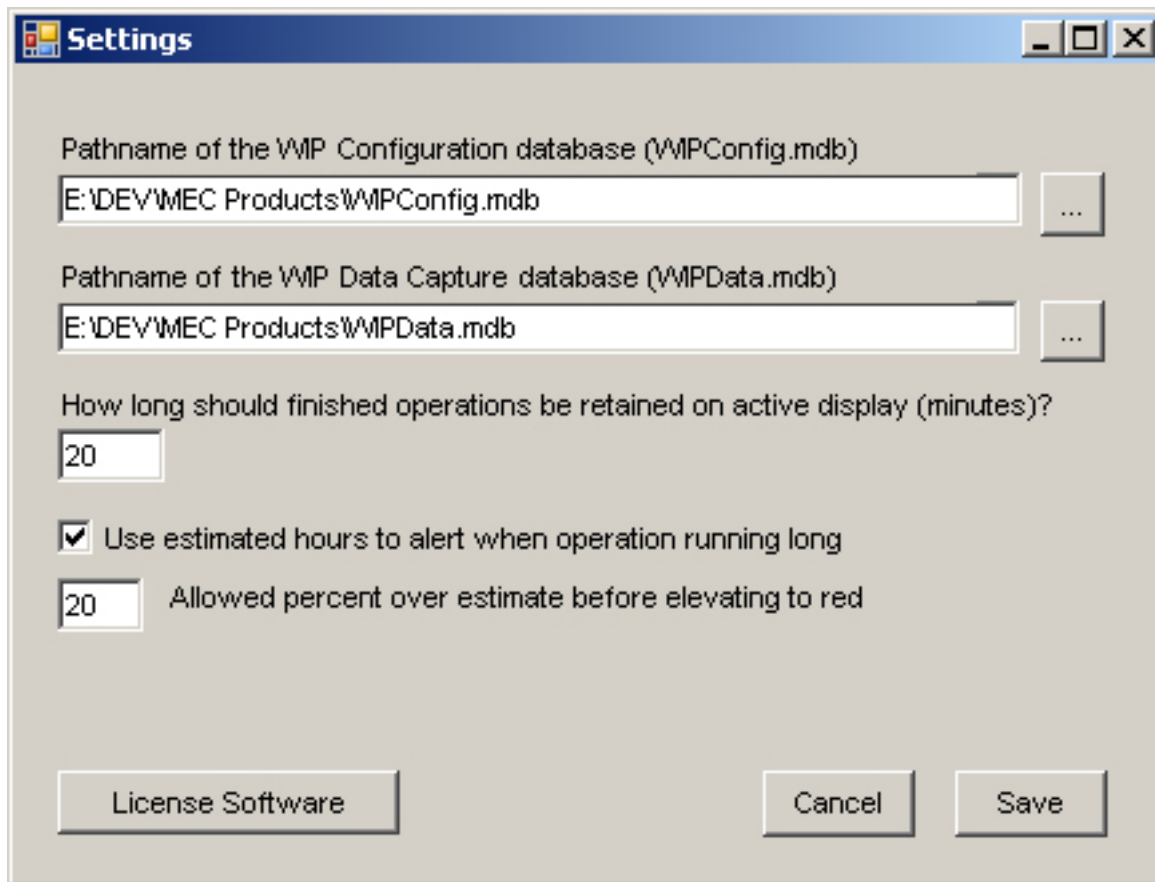 Settings
Pathname of the WIP Configuration database (WIPConfig.mdb)
E:\DEV\MEC Products\WIPConfig.mdb
...
Pathname of the WIP Data Capture database (WIPData.mdb)
E:\DEV\MEC Products\WIPData.mdb
...
How long should finished operations be retained on active display (minutes)?
20
Use estimated hours to alert when operation running long
20 Allowed percent over estimate before elevating to red
License Software Cancel Save